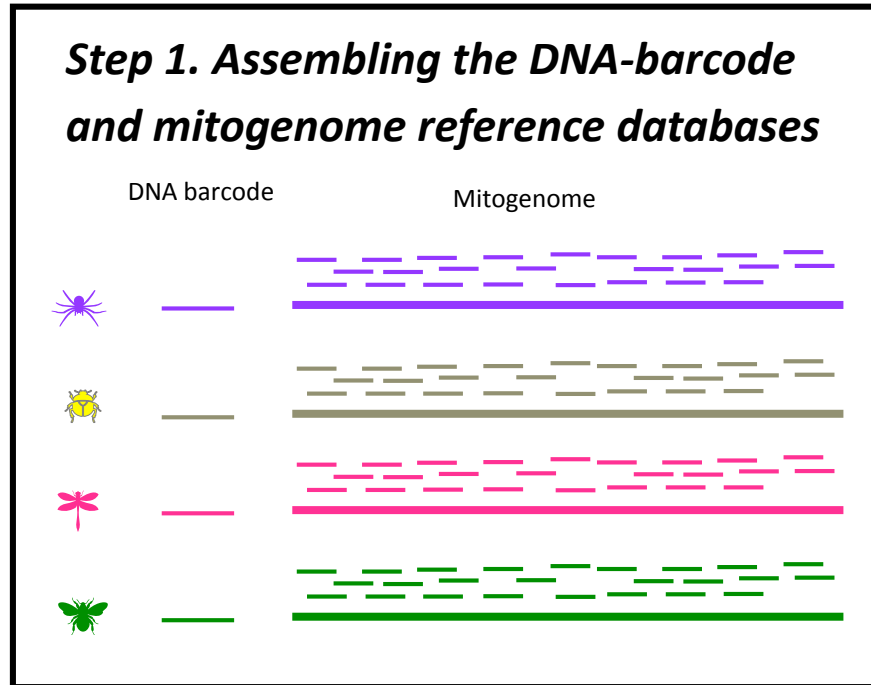 Step 1. Assembling the DNA-barcode
and mitogenome reference databases
DNA barcode
Mitogenome